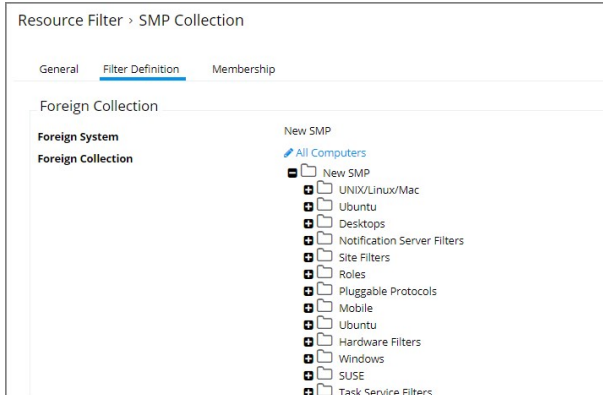 Resource Filter › SMP Collection
General Filter Definition Membership
Foreign Collection
Foreign System New SMP
Foreign Collection All Computers
New SMP
UNIX/Linux/Mac
Ubuntu
Desktops
Notification Server Filters
Site Filters
Roles
Pluggable Protocols
Mobile
Ubuntu
Hardware Filters
Windows
SUSE
Task Service Filters